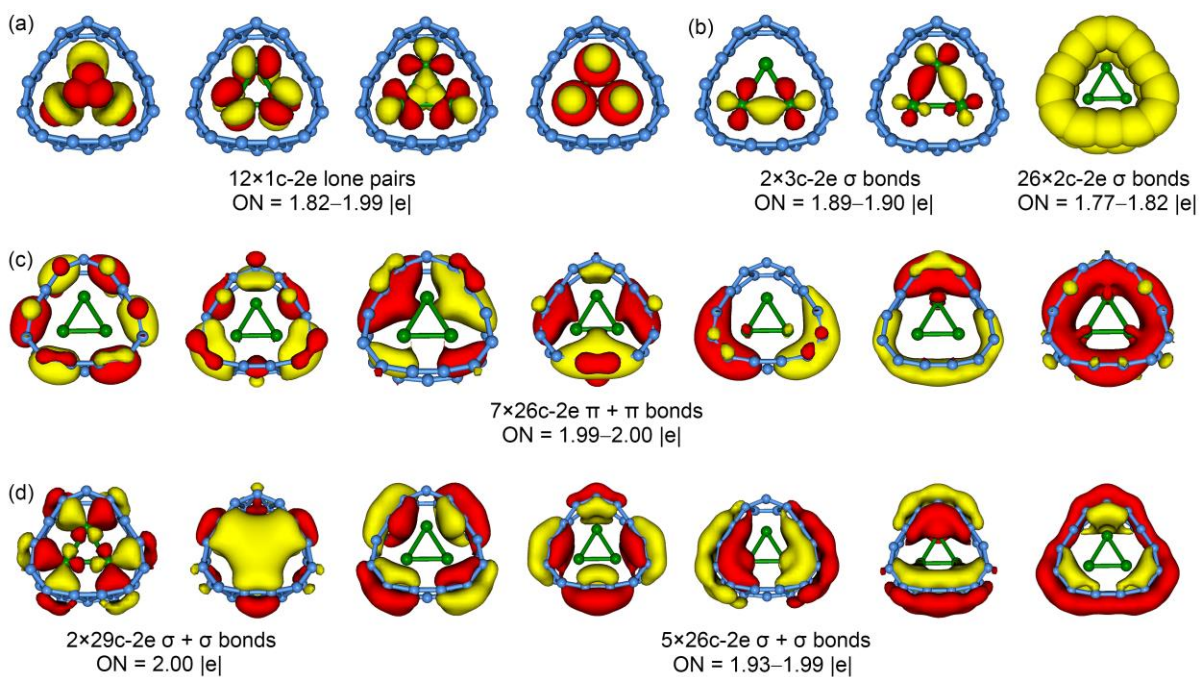 (a)
(b)
12×1c-2e lone pairs
ON = 1.82–1.99 |e|
2×3c-2e σ bonds
ON = 1.89–1.90 |e|
26×2c-2e σ bonds
ON = 1.77–1.82 |e|
(c)
7×26c-2e π + π bonds
ON = 1.99–2.00 |e|
(d)
2×29c-2e σ + σ bonds
ON = 2.00 |e|
5×26c-2e σ + σ bonds
ON = 1.93–1.99 |e|